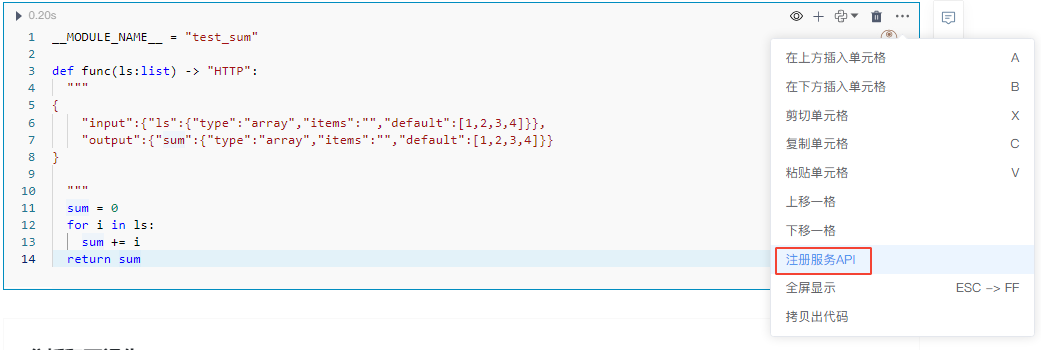 0.20s
1 __MODULE_NAME__ = "test_sum"
2
3 def func(ls:list) -> "HTTP":
4 """
5 {
6 "input":{"ls":{"type":"array","items":"","default":[1,2,3,4]}},
7 "output":{"sum":{"type":"array","items":"","default":[1,2,3,4]}}
8 }
9
10 """
11 sum = 0
12 for i in ls:
13 sum += i
14 return sum
在上方插入单元格 A
在下方插入单元格 B
剪切单元格 X
复制单元格 C
粘贴单元格 V
上移一格
下移一格
注册服务API
全屏显示 ESC -> FF
拷贝出代码